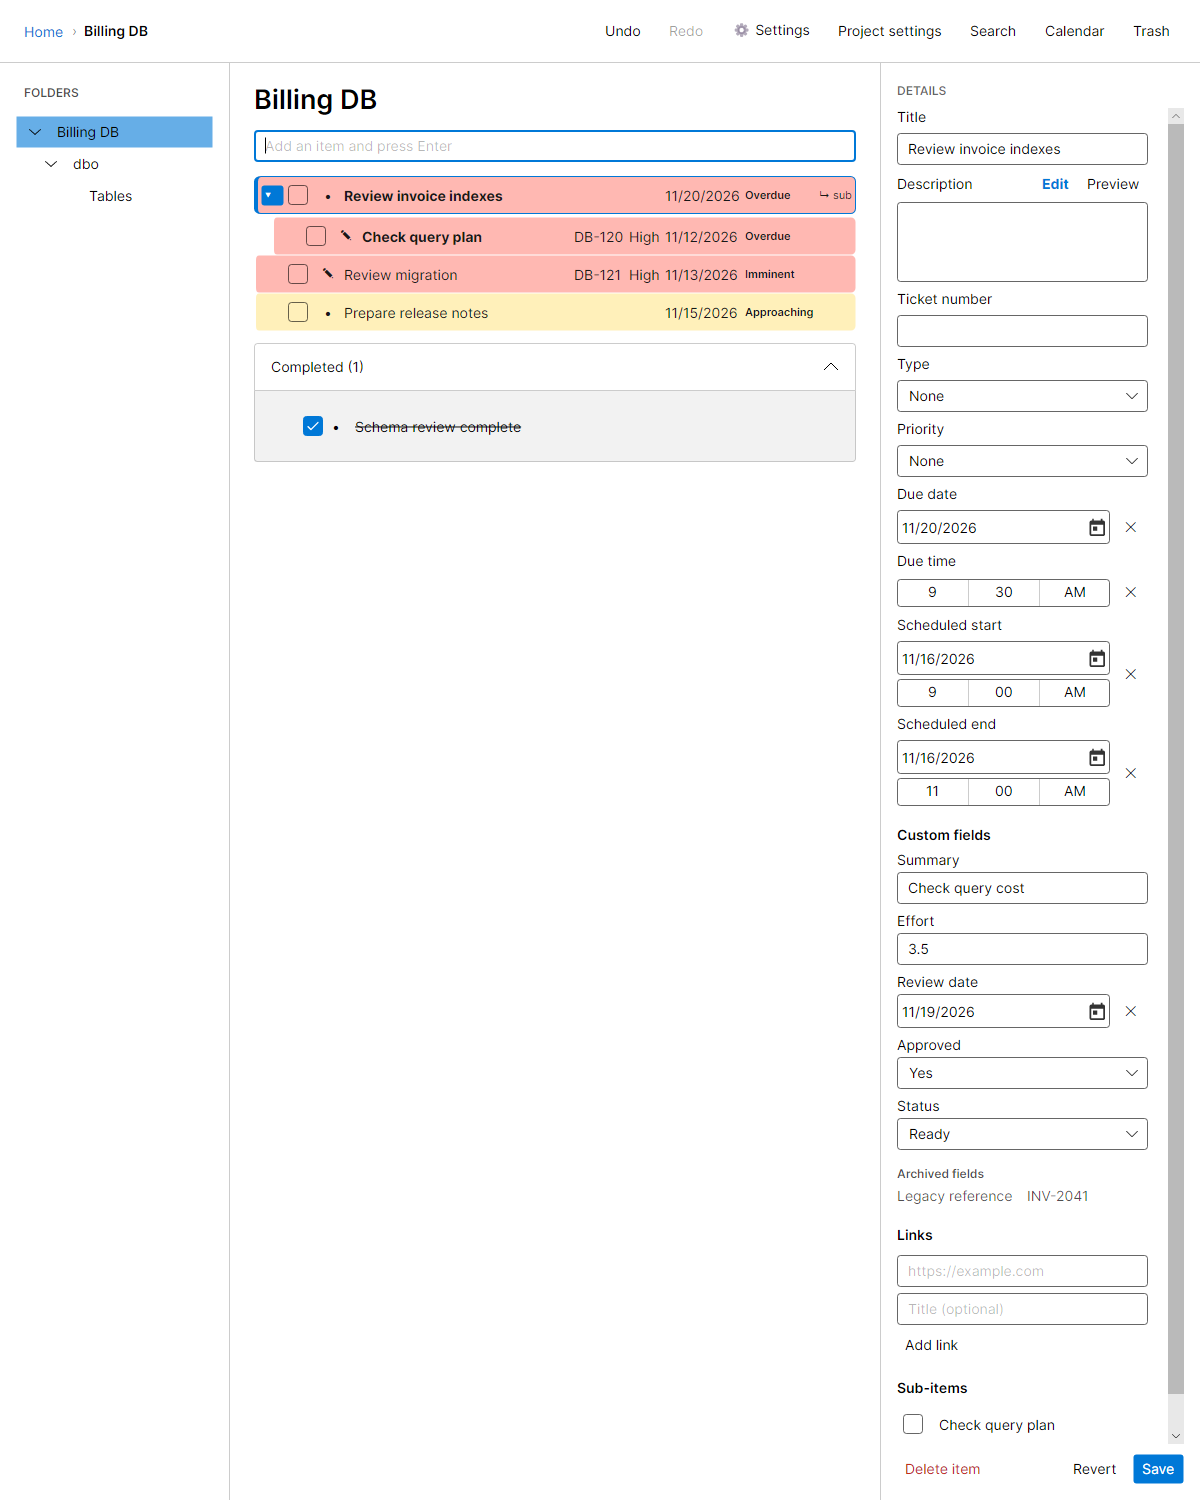 Home › Billing DB
Undo Redo Settings Project settings Search Calendar Trash
FOLDERS
Billing DB
dbo
Tables
Billing DB
Add an item and press Enter
• Review invoice indexes 11/20/2026 Overdue ↪ sub
Check query plan DB-120 High 11/12/2026 Overdue
Review migration DB-121 High 11/13/2026 Imminent
• Prepare release notes 11/15/2026 Approaching
Completed (1)
• Schema review complete
DETAILS
Title
Review invoice indexes
Description Edit Preview
Ticket number
Type
None
Priority
None
Due date
11/20/2026
Due time
9 30 AM
Scheduled start
11/16/2026
9 00 AM
Scheduled end
11/16/2026
11 00 AM
Custom fields
Summary
Check query cost
Effort
3.5
Review date
11/19/2026
Approved
Yes
Status
Ready
Archived fields
Legacy reference INV-2041
Links
https://example.com
Title (optional)
Add link
Sub-items
Check query plan
Delete item Revert Save